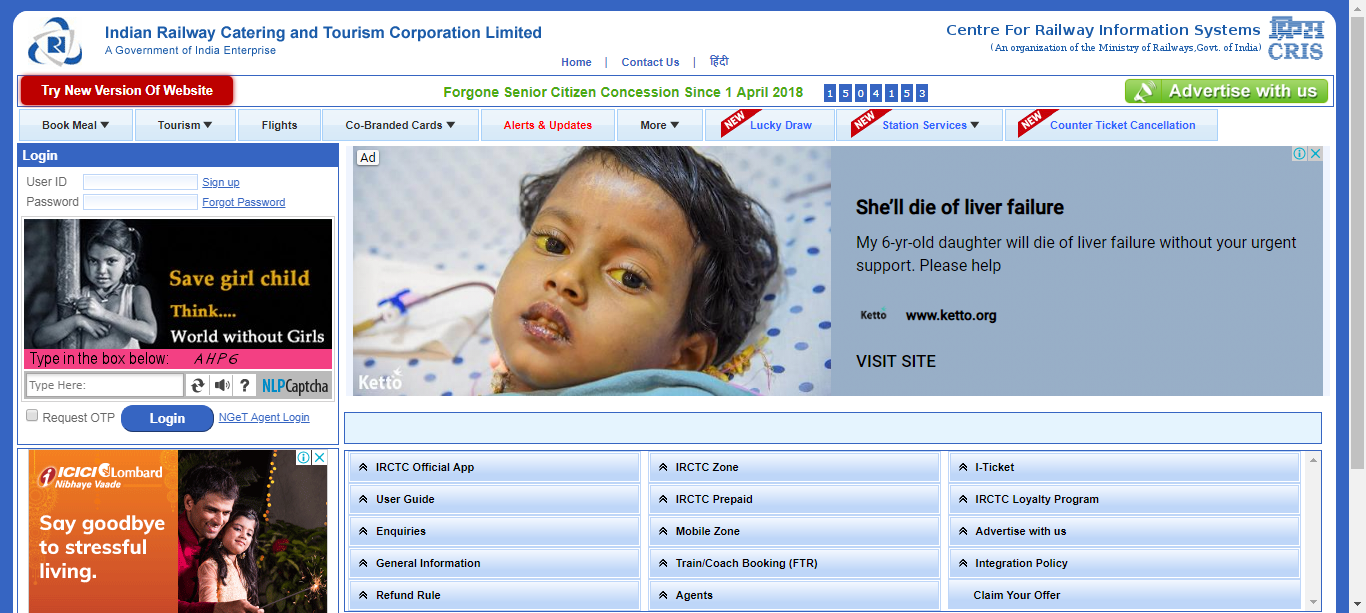 Indian Railway Catering and Tourism Corporation Limited
A Government of India Enterprise
Centre For Railway Information Systems
(An organization of the Ministry of Railways,Govt. of India)
CRIS
Home | Contact Us | हिंदी
Try New Version Of Website
Forgone Senior Citizen Concession Since 1 April 2018
1 5 0 4 1 5 3
Advertise with us
Book Meal
Tourism
Flights
Co-Branded Cards
Alerts & Updates
More
NEW Lucky Draw
NEW Station Services
NEW Counter Ticket Cancellation
Login
User ID
Sign up
Password
Forgot Password
Save girl child
Think....
World without Girls
Type in the box below: AHP6
Type Here:
?
NLPCaptcha
Request OTP
Login
NGeT Agent Login
Ad
Ketto
She'll die of liver failure
My 6-yr-old daughter will die of liver failure without your urgent
support. Please help
Ketto
www.ketto.org
VISIT SITE
ICICI Lombard
Nibhaye Vaade
Say goodbye
to stressful
living.
IRCTC Official App
IRCTC Zone
I-Ticket
User Guide
IRCTC Prepaid
IRCTC Loyalty Program
Enquiries
Mobile Zone
Advertise with us
General Information
Train/Coach Booking (FTR)
Integration Policy
Refund Rule
Agents
Claim Your Offer